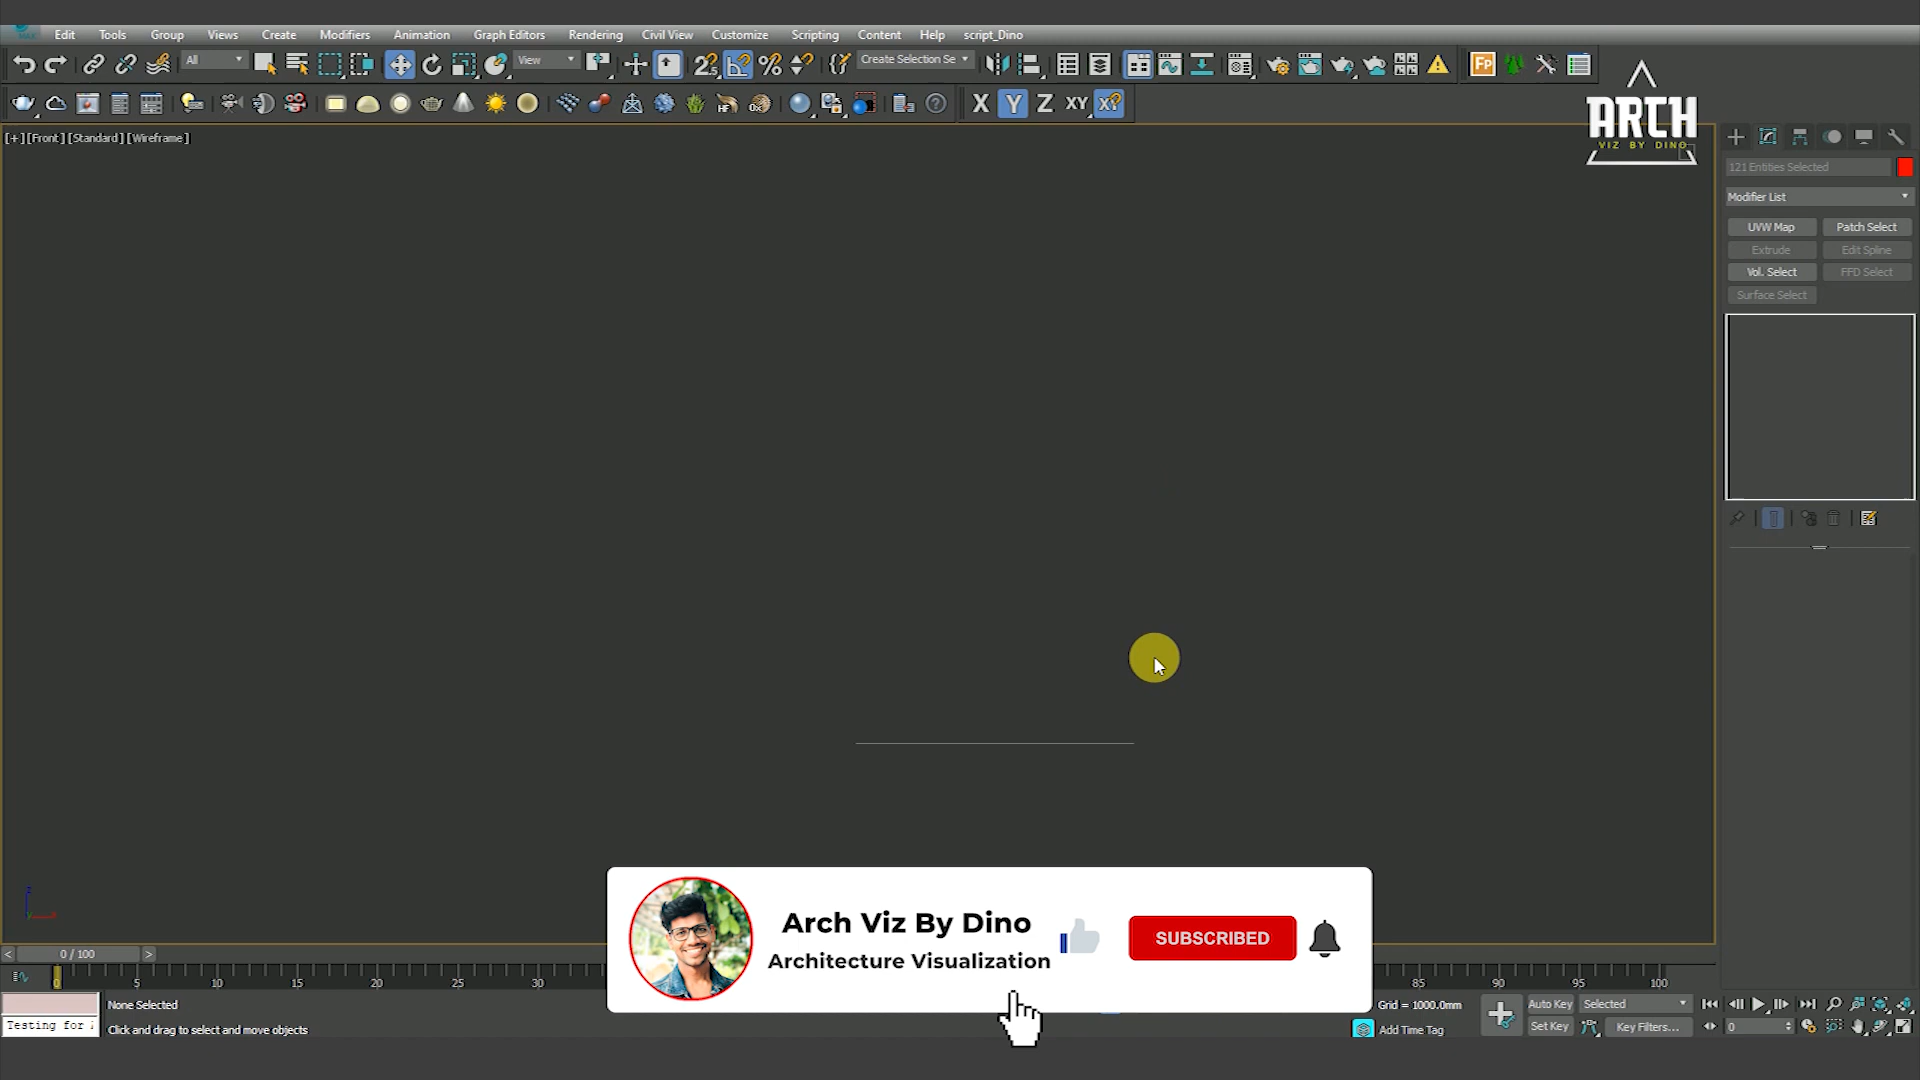 Edit Tools Group Views Create Modifiers Animation Graph Editors Rendering Civil View Customize Scripting Content Help script_Dino
All View Create Selection Se
X Y Z XY
ARCH
VIZ BY DINO
[+] [Front] [Standard] [Wireframe]
121 Entities Selected
Modifier List
UVW Map Patch Select
Extrude Edit Spline
Vol. Select FFD Select
Surface Select
Arch Viz By Dino
Architecture Visualization
SUBSCRIBED
< 0 / 100 >
0 5 10 15 20 25 30 85 90 95 100
None Selected
Grid = 1000.0mm Auto Key Selected
Testing for
Click and drag to select and move objects
Add Time Tag Set Key Key Filters... 0